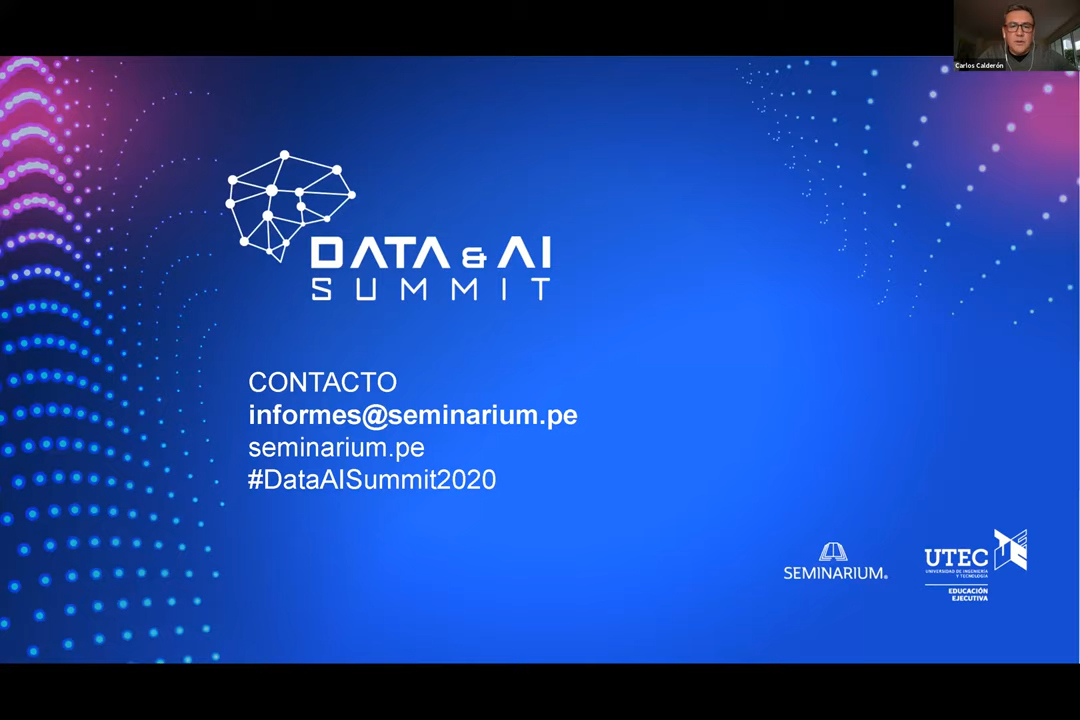 Carlos Calderón
DATA & AI
SUMMIT
CONTACTO
informes@seminarium.pe
seminarium.pe
#DataAISummit2020
SEMINARIUM®
UTEC
UNIVERSIDAD DE INGENIERÍA
Y TECNOLOGÍA
EDUCACIÓN
EJECUTIVA